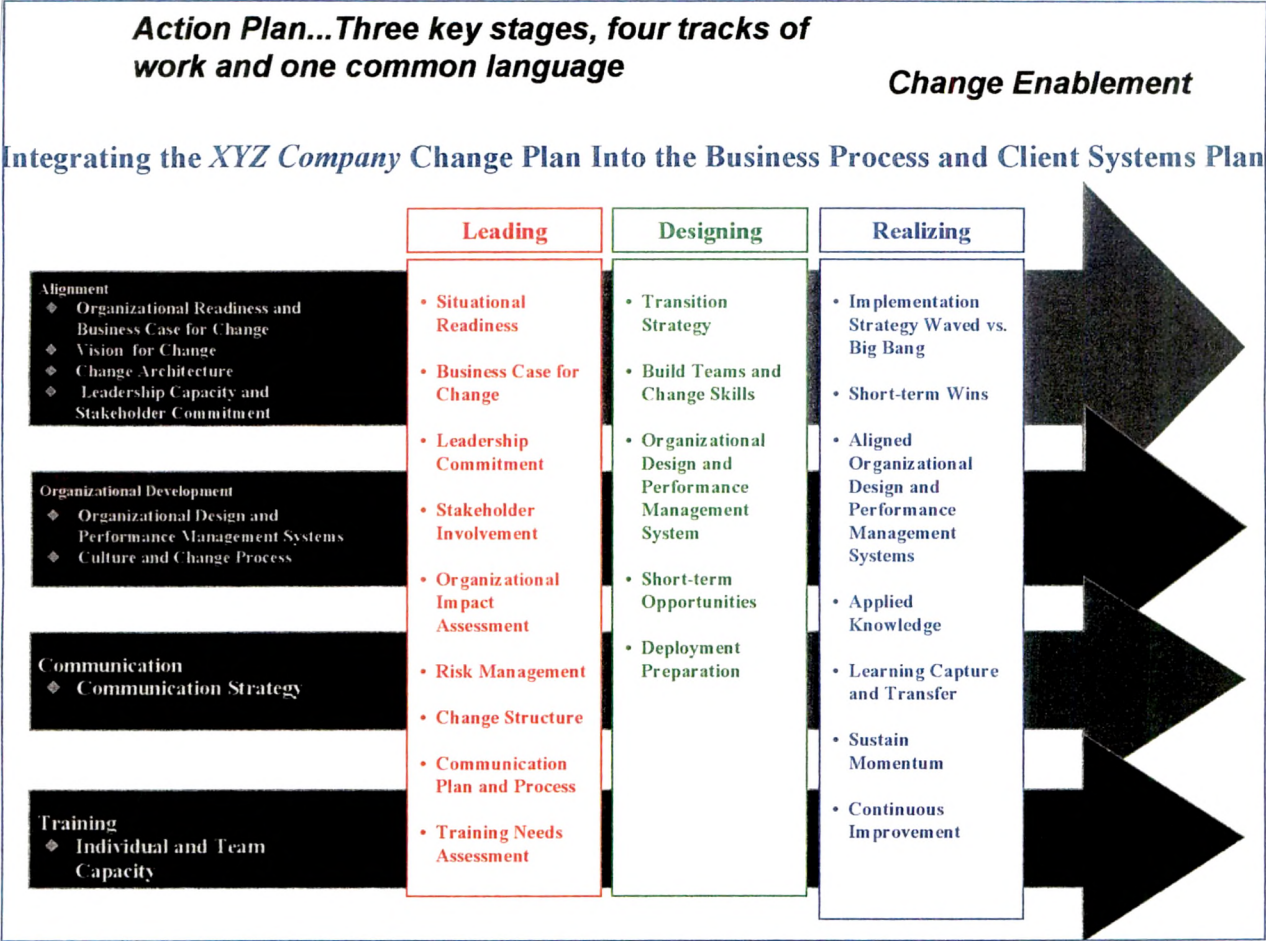 Action Plan...Three key stages, four tracks of
work and one common language
Change Enablement
Integrating the XYZ Company Change Plan Into the Business Process and Client Systems Plan
Alignment
❖ Organizational Readiness and
Business Case for Change
❖ Vision for Change
❖ Change Architecture
❖ Leadership Capacity and
Stakeholder Commitment
Organizational Development
❖ Organizational Design and
Performance Management Systems
❖ Culture and Change Process
Communication
❖ Communication Strategy
Training
❖ Individual and Team
Capacity
Leading
• Situational
Readiness
• Business Case for
Change
• Leadership
Commitment
• Stakeholder
Involvement
• Organizational
Impact
Assessment
• Risk Management
• Change Structure
• Communication
Plan and Process
• Training Needs
Assessment
Designing
• Transition
Strategy
• Build Teams and
Change Skills
• Organizational
Design and
Performance
Management
System
• Short-term
Opportunities
• Deployment
Preparation
Realizing
• Implementation
Strategy Waved vs.
Big Bang
• Short-term Wins
• Aligned
Organizational
Design and
Performance
Management
Systems
• Applied
Knowledge
• Learning Capture
and Transfer
• Sustain
Momentum
• Continuous
Improvement